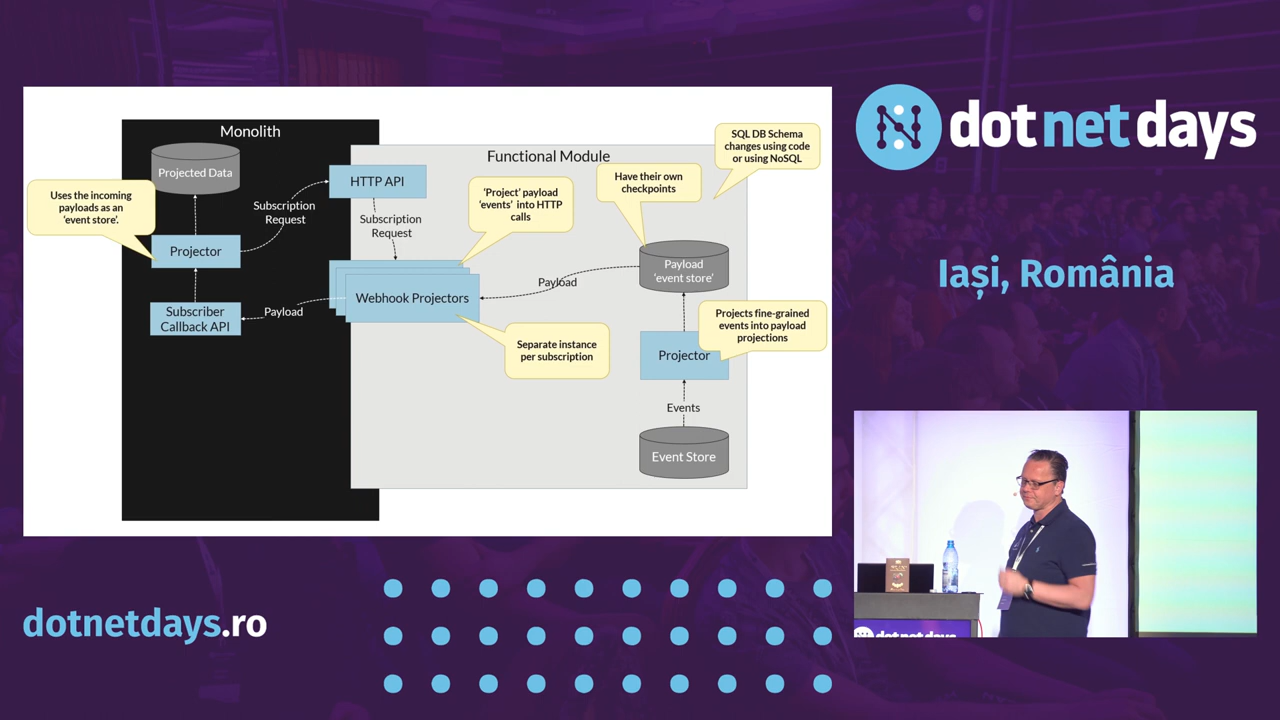 Monolith
Projected Data
Uses the incoming
payloads as an
'event store'.
Projector
Subscriber
Callback API
Subscription
Request
Payload
Functional Module
HTTP API
Subscription
Request
'Project' payload
'events' into HTTP
calls
Webhook Projectors
Separate instance
per subscription
Payload
Have their own
checkpoints
SQL DB Schema
changes using code
or using NoSQL
Payload
'event store'
Projects fine-grained
events into payload
projections
Projector
Events
Event Store
dotnetdays
Iași, România
dotnetdays
dotnetdays.ro